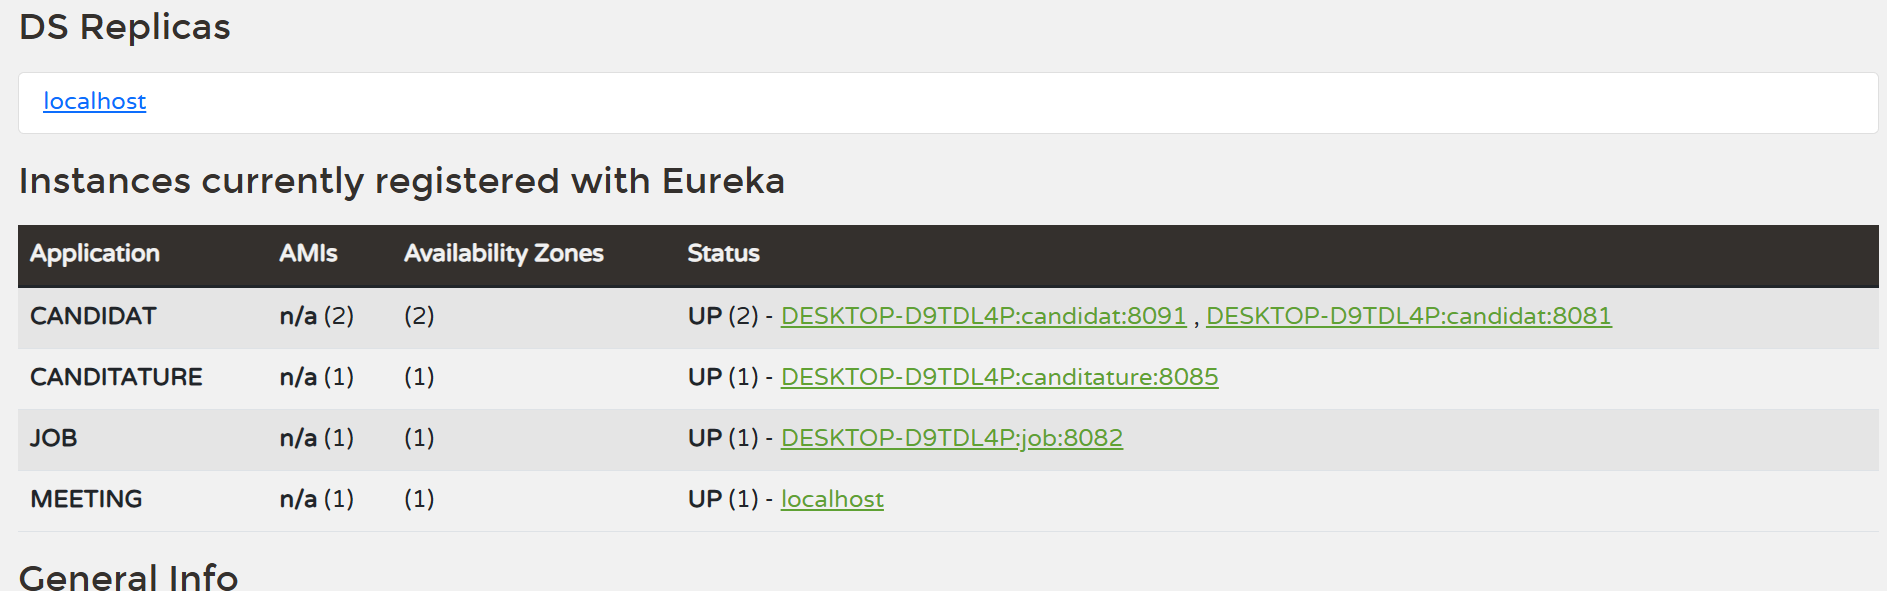 DS Replicas
localhost
Instances currently registered with Eureka
Application AMIs Availability Zones Status
CANDIDAT n/a (2) (2) UP (2) - DESKTOP-D9TDL4P:candidat:8091 , DESKTOP-D9TDL4P:candidat:8081
CANDITATURE n/a (1) (1) UP (1) - DESKTOP-D9TDL4P:canditature:8085
JOB n/a (1) (1) UP (1) - DESKTOP-D9TDL4P:job:8082
MEETING n/a (1) (1) UP (1) - localhost
General Info